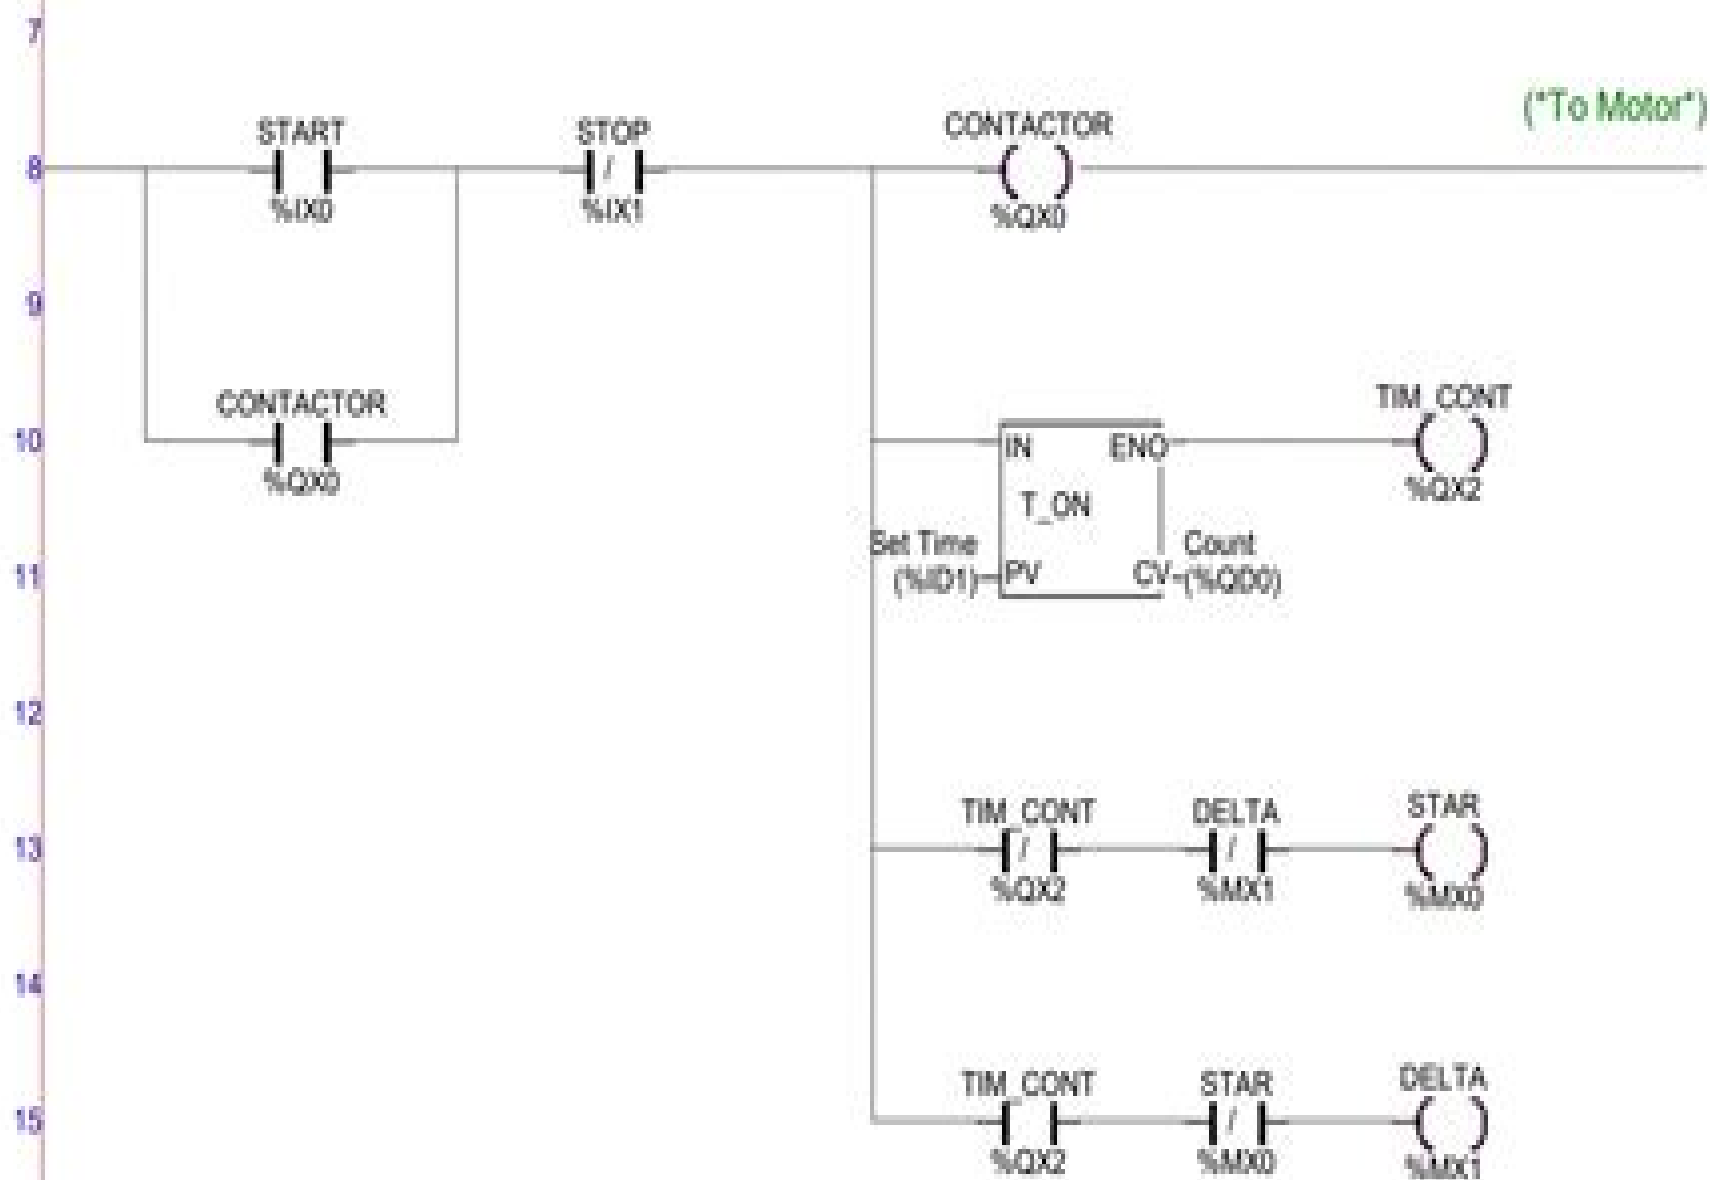 7
("To Motor")
START STOP CONTACTOR
8
/
%IX0 %IX1 %QX0
9
CONTACTOR TIM_CONT
10 IN ENO
%QX0 %QX2
T_ON
Set Time Count
11 (%ID1) PV CV (%QD0)
12
TIM_CONT DELTA STAR
13 / /
%QX2 %MX1 %MX0
14
TIM_CONT STAR DELTA
15 /
%QX2 %MX0 %MX1